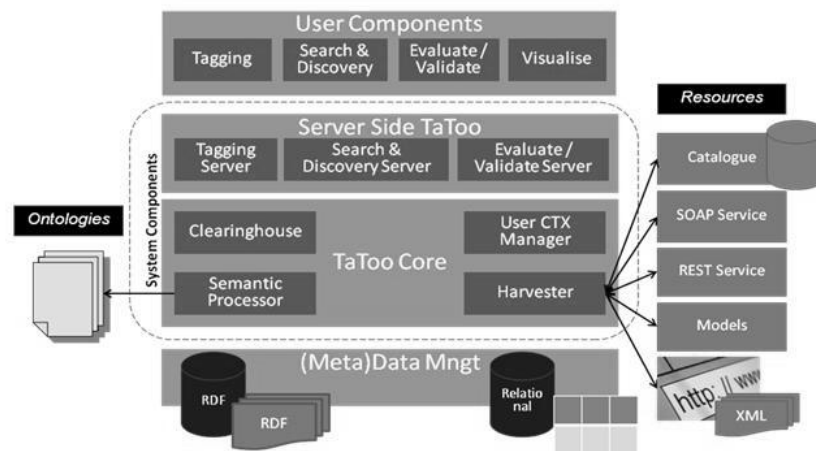 User Components
Tagging
Search &
Discovery
Evaluate /
Validate
Visualise
Resources
Server Side TaToo
Tagging
Server
Search &
Discovery Server
Evaluate /
Validate Server
Catalogue
System Components
Ontologies
Clearinghouse
User CTX
Manager
SOAP Service
TaToo Core
Semantic
Processor
Harvester
REST Service
Models
(Meta)Data Mngt
RDF
RDF
Relatio
nal
http:// www
XML